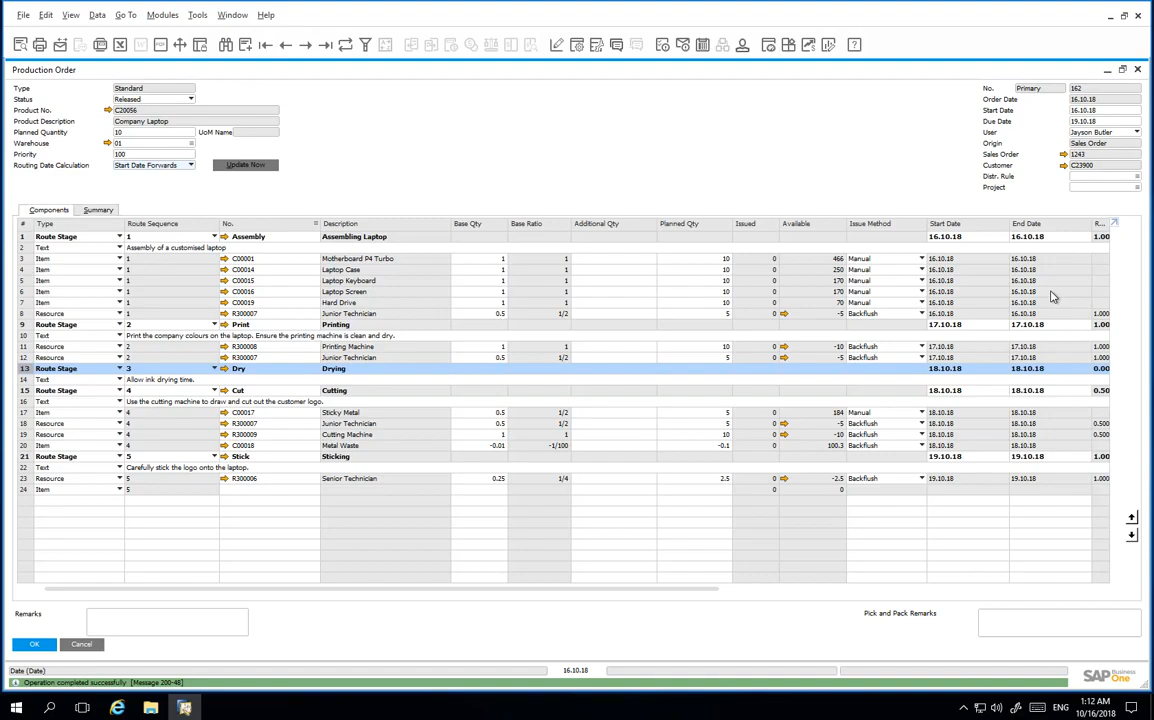 File Edit View Data Go To Modules Tools Window Help
Production Order
Type Standard No. Primary 162
Status Released Order Date 16.10.18
Product No. C20056 Start Date 16.10.18
Product Description Company Laptop Due Date 19.10.18
Planned Quantity 10 UoM Name User Jayson Butler
Warehouse 01 Origin Sales Order
Priority 100 Sales Order 1243
Routing Date Calculation Start Date Forwards Update Now Customer C23900
Distr. Rule
Project
Components Summary
# Type Route Sequence No. Description Base Qty Base Ratio Additional Qty Planned Qty Issued Available Issue Method Start Date End Date R...
1 Route Stage 1 Assembly Assembling Laptop 16.10.18 16.10.18 1.00
2 Text Assembly of a customised laptop
3 Item 1 C00001 Motherboard P4 Turbo 1 1 10 0 466 Manual 16.10.18 16.10.18
4 Item 1 C00014 Laptop Case 1 1 10 0 250 Manual 16.10.18 16.10.18
5 Item 1 C00015 Laptop Keyboard 1 1 10 0 170 Manual 16.10.18 16.10.18
6 Item 1 C00016 Laptop Screen 1 1 10 0 170 Manual 16.10.18 16.10.18
7 Item 1 C00019 Hard Drive 1 1 10 0 70 Manual 16.10.18 16.10.18
8 Resource 1 R300007 Junior Technician 0.5 1/2 5 0 -5 Backflush 16.10.18 16.10.18 1.000
9 Route Stage 2 Print Printing 17.10.18 17.10.18 1.00
10 Text Print the company colours on the laptop. Ensure the printing machine is clean and dry.
11 Resource 2 R300008 Printing Machine 1 1 10 0 -10 Backflush 17.10.18 17.10.18 1.000
12 Resource 2 R300007 Junior Technician 0.5 1/2 5 0 -5 Backflush 17.10.18 17.10.18 1.000
13 Route Stage 3 Dry Drying 18.10.18 18.10.18 0.00
14 Text Allow ink drying time.
15 Route Stage 4 Cut Cutting 18.10.18 18.10.18 0.50
16 Text Use the cutting machine to draw and cut out the customer logo.
17 Item 4 C00017 Sticky Metal 0.5 1/2 5 0 184 Manual 18.10.18 18.10.18
18 Resource 4 R300007 Junior Technician 0.5 1/2 5 0 -5 Backflush 18.10.18 18.10.18 0.500
19 Resource 4 R300009 Cutting Machine 1 1 10 0 -10 Backflush 18.10.18 18.10.18 0.500
20 Item 4 C00018 Metal Waste -0.01 -1/100 -0.1 0 100.3 Backflush 18.10.18 18.10.18
21 Route Stage 5 Stick Sticking 19.10.18 19.10.18 1.00
22 Text Carefully stick the logo onto the laptop.
23 Resource 5 R300006 Senior Technician 0.25 1/4 2.5 0 -2.5 Backflush 19.10.18 19.10.18 1.000
24 Item 5 0 0
Remarks Pick and Pack Remarks
OK Cancel
Date (Date) 16.10.18
Operation completed successfully [Message 200-48]
SAP Business One
ENG 1:12 AM
10/16/2018